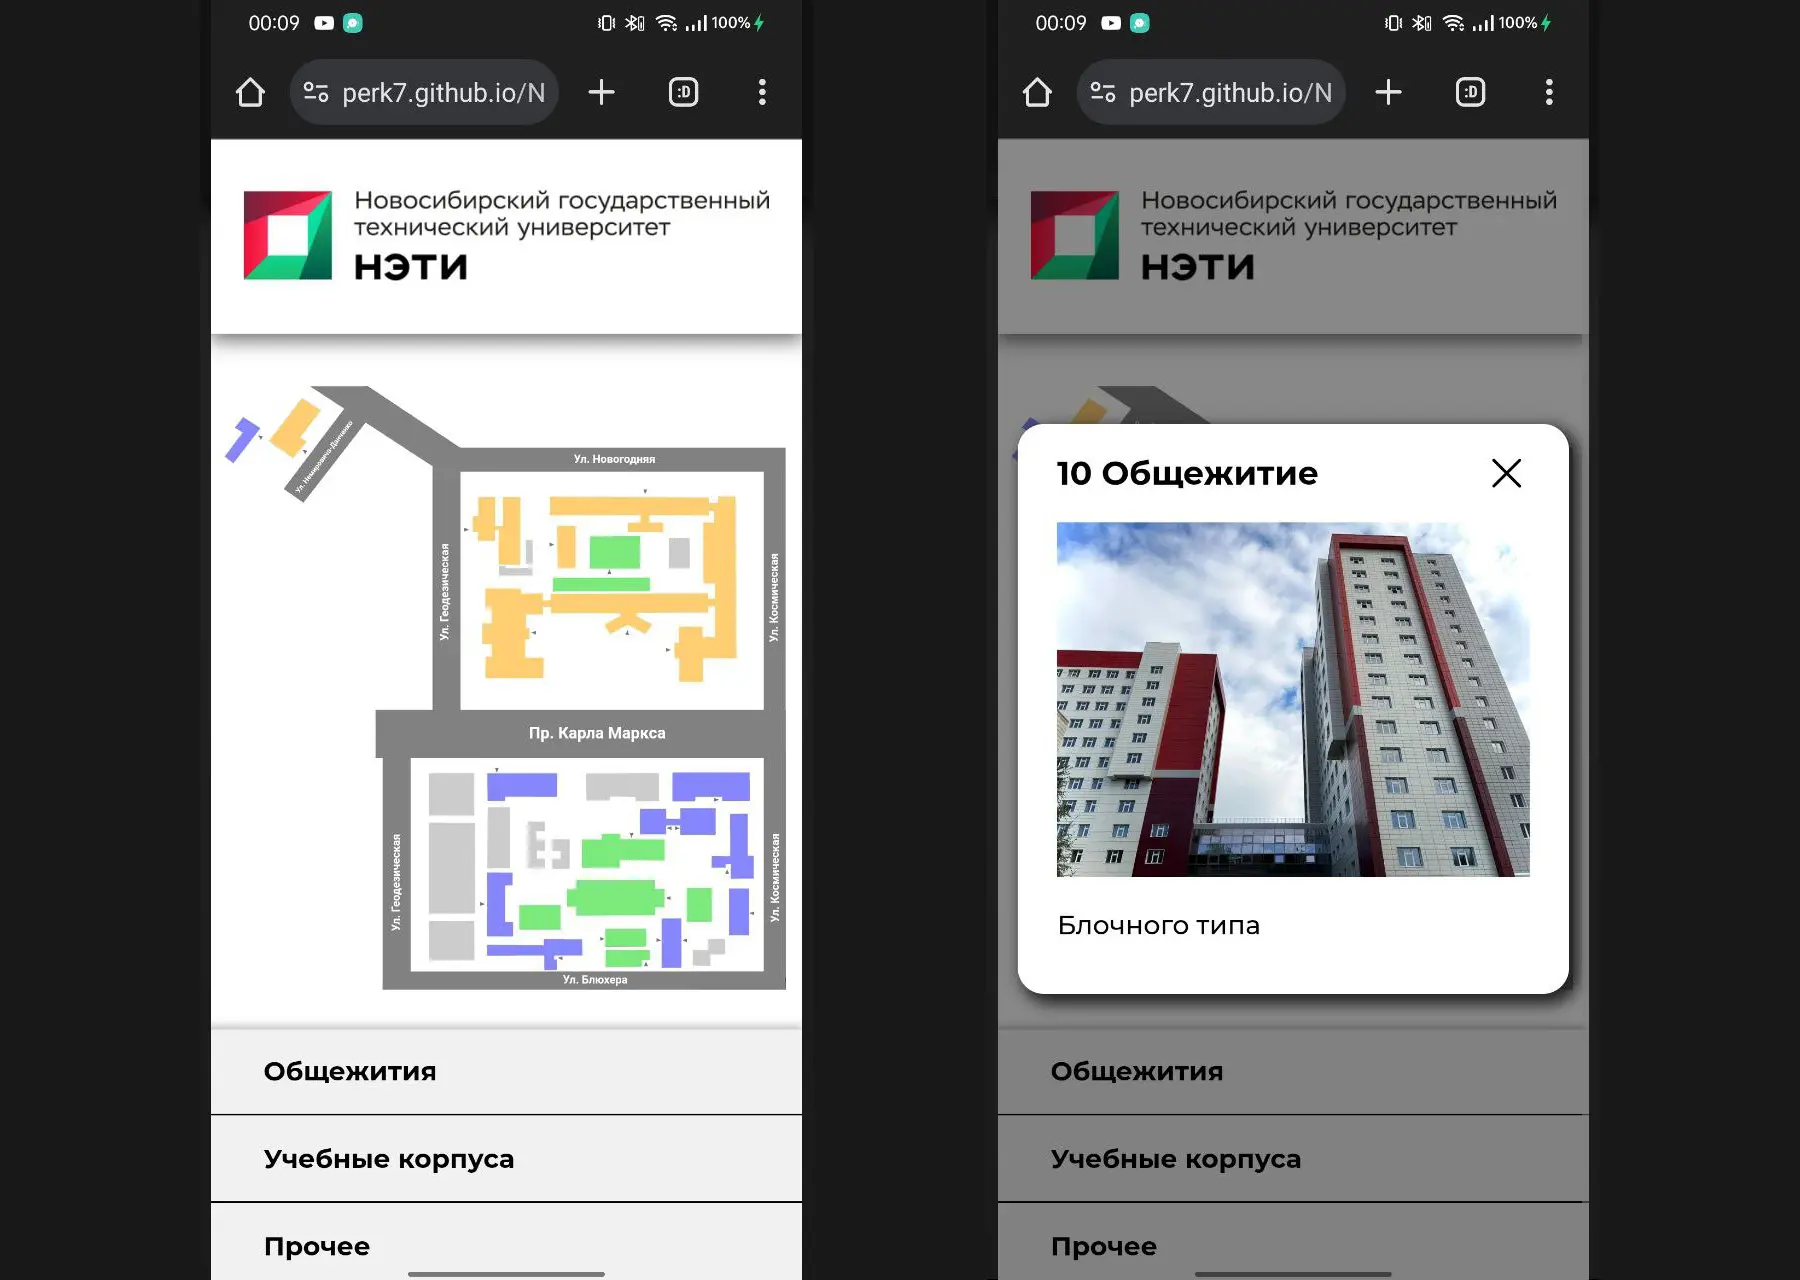 00:09
100%
perk7.github.io/N
:D
Новосибирский государственный
технический университет
НЭТИ
Ул. Немировича-Данченко
Ул. Новогодняя
Ул. Геодезическая
Ул. Космическая
Пр. Карла Маркса
Ул. Геодезическая
Ул. Космическая
Ул. Блюхера
Общежития
Учебные корпуса
Прочее
00:09
100%
perk7.github.io/N
:D
Новосибирский государственный
технический университет
НЭТИ
10 Общежитие
Блочного типа
Общежития
Учебные корпуса
Прочее